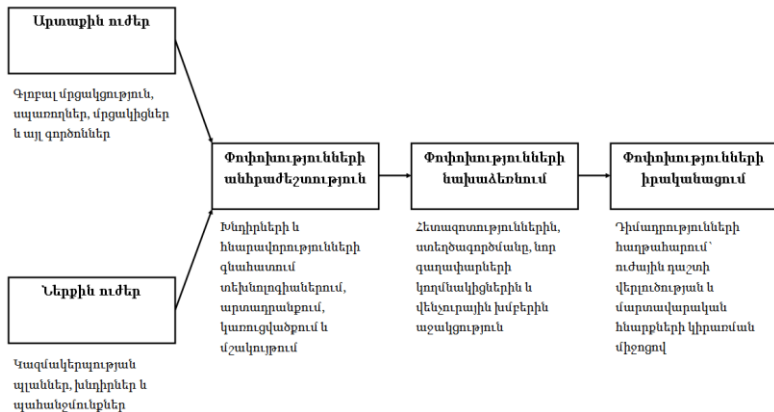 Արտաքին ուժեր
Գլոբալ մրցակցություն,
սպառողներ, մրցակիցներ
և այլ գործոններ
Ներքին ուժեր
Կազմակերպության
պլաններ, խնդիրներ և
պահանջմունքներ
Փոփոխությունների
անհրաժեշտություն
Խնդիրների և
հնարավորությունների
գնահատում
տեխնոլոգիաներում,
արտադրանքում,
կառուցվածքում և
մշակույթում
Փոփոխությունների
նախաձեռնում
Հետազոտություններին,
ստեղծագործմանը, նոր
գաղափարների
կողմնակիցներին և
վենչուրային խմբերին
աջակցություն
Փոփոխությունների
իրականացում
Դիմադրությունների
հաղթահարում՝
ուժային դաշտի
վերլուծության և
մարտավարական
հնարքների կիրառման
միջոցով